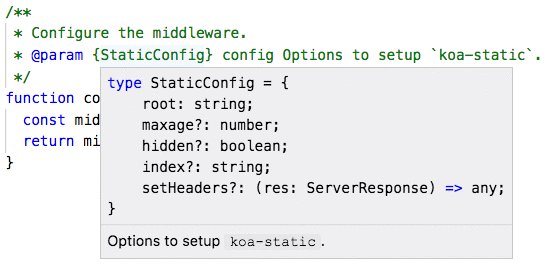 /**
 * Configure the middleware.
 * @param {StaticConfig} config Options to setup `koa-static`.
 */
function co
type StaticConfig = {
const mid
root: string;
return mi
maxage?: number;
}
hidden?: boolean;
index?: string;
setHeaders?: (res: ServerResponse) => any;
}
Options to setup koa-static.